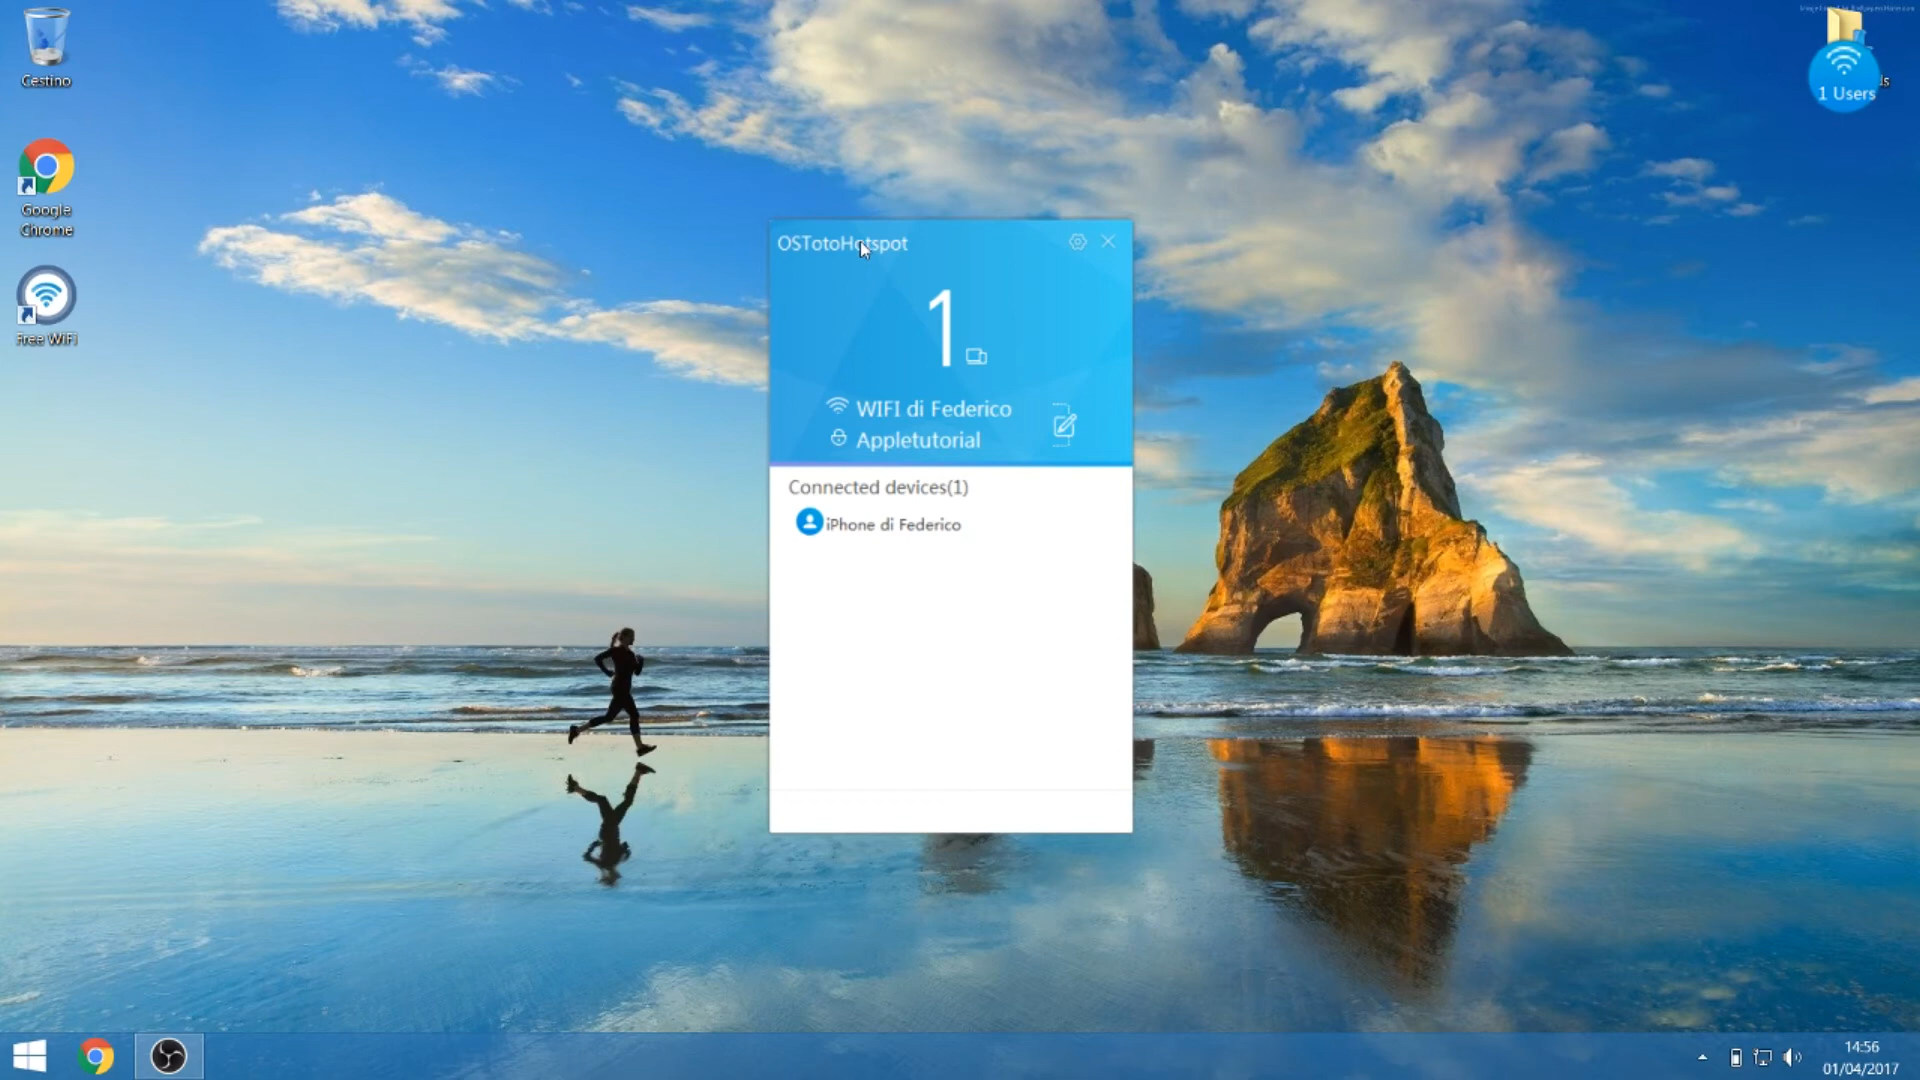 Cestino
Google
Chrome
Free WiFi
1 Users
ls
OSTotoHotspot
1
WIFI di Federico
Appletutorial
Connected devices(1)
iPhone di Federico
14:56
01/04/2017